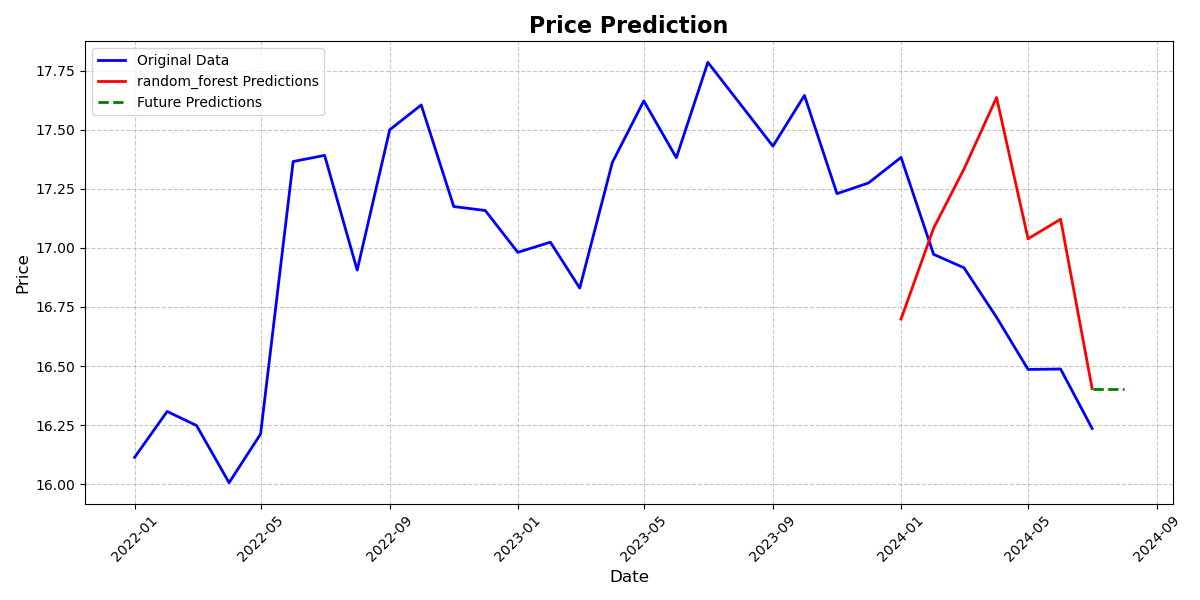 Price Prediction
Original Data
random_forest Predictions
Future Predictions
Price
17.75
17.50
17.25
17.00
16.75
16.50
16.25
16.00
2022-01
2022-05
2022-09
2023-01
2023-05
2023-09
2024-01
2024-05
2024-09
Date